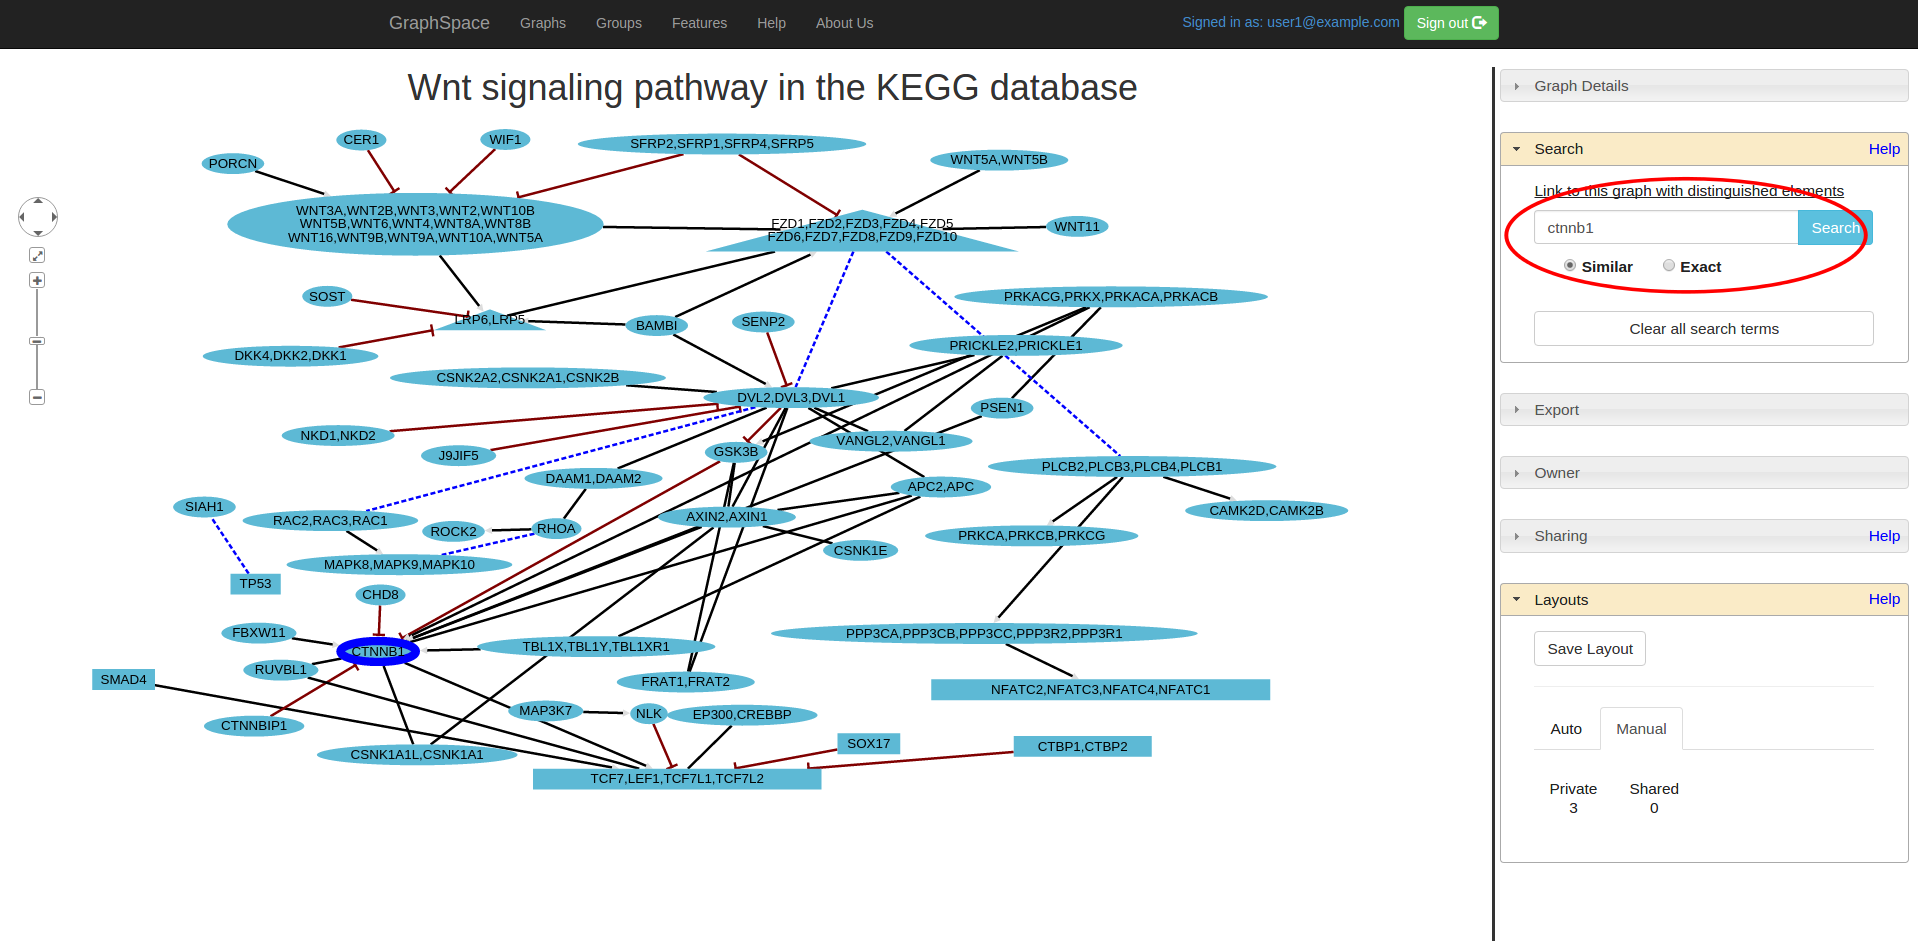 GraphSpace
Graphs
Groups
Features
Help
About Us
Signed in as: user1@example.com
Sign out
Wnt signaling pathway in the KEGG database
CER1
WIF1
SFRP2,SFRP1,SFRP4,SFRP5
PORCN
WNT5A,WNT5B
WNT3A,WNT2B,WNT3,WNT2,WNT10B
WNT5B,WNT6,WNT4,WNT8A,WNT8B
WNT16,WNT9B,WNT9A,WNT10A,WNT5A
FZD1,FZD2,FZD3,FZD4,FZD5
FZD6,FZD7,FZD8,FZD9,FZD10
WNT11
SOST
PRKACG,PRKX,PRKACA,PRKACB
LRP6,LRP5
BAMBI
SENP2
PRICKLE2,PRICKLE1
DKK4,DKK2,DKK1
CSNK2A2,CSNK2A1,CSNK2B
DVL2,DVL3,DVL1
PSEN1
NKD1,NKD2
VANGL2,VANGL1
J9JIF5
GSK3B
PLCB2,PLCB3,PLCB4,PLCB1
DAAM1,DAAM2
APC2,APC
SIAH1
CAMK2D,CAMK2B
RAC2,RAC3,RAC1
ROCK2
RHOA
AXIN2,AXIN1
PRKCA,PRKCB,PRKCG
CSNK1E
MAPK8,MAPK9,MAPK10
TP53
CHD8
FBXW11
PPP3CA,PPP3CB,PPP3CC,PPP3R2,PPP3R1
CTNNB1
TBL1X,TBL1Y,TBL1XR1
RUVBL1
SMAD4
FRAT1,FRAT2
NFATC2,NFATC3,NFATC4,NFATC1
MAP3K7
NLK
EP300,CREBBP
CTNNBIP1
SOX17
CTBP1,CTBP2
CSNK1A1L,CSNK1A1
TCF7,LEF1,TCF7L1,TCF7L2
Graph Details
Search
Help
Link to this graph with distinguished elements
ctnnb1
Search
Similar
Exact
Clear all search terms
Export
Owner
Sharing
Help
Layouts
Help
Save Layout
Auto
Manual
Private
Shared
3
0